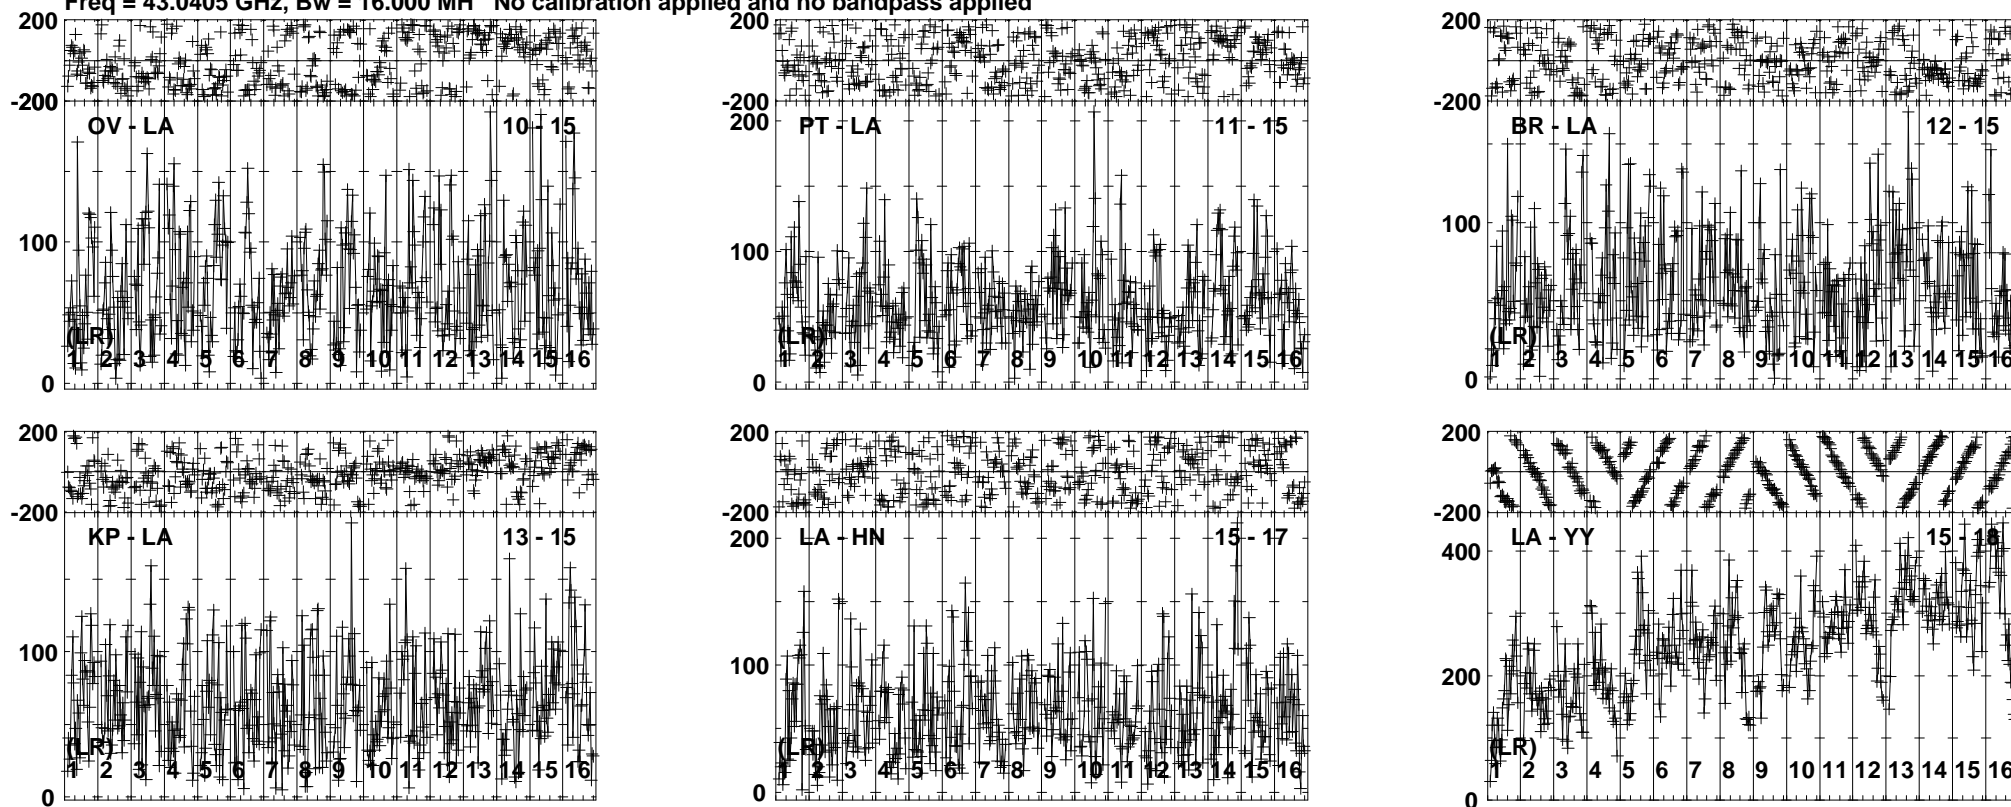 Freq = 43.0405 GHz, Bw = 16.000 MH No calibration applied and no bandpass applied
200
-200
OV - LA 10 - 15
100
(LR)
1 2 3 4 5 6 7 8 9 10 11 12 13 14 15 16
0
200
-200
200
PT - LA 11 - 15
100
(LR)
1 2 3 4 5 6 7 8 9 10 11 12 13 14 15 16
0
200
-200
BR - LA 12 - 15
100
(LR)
1 2 3 4 5 6 7 8 9 10 11 12 13 14 15 16
0
200
-200
KP - LA 13 - 15
100
(LR)
1 2 3 4 5 6 7 8 9 10 11 12 13 14 15 16
0
200
-200
200
LA - HN 15 - 17
100
(LR)
1 2 3 4 5 6 7 8 9 10 11 12 13 14 15 16
0
200
-200
LA - YY 15 - 18
400
200
(LR)
1 2 3 4 5 6 7 8 9 10 11 12 13 14 15 16
0